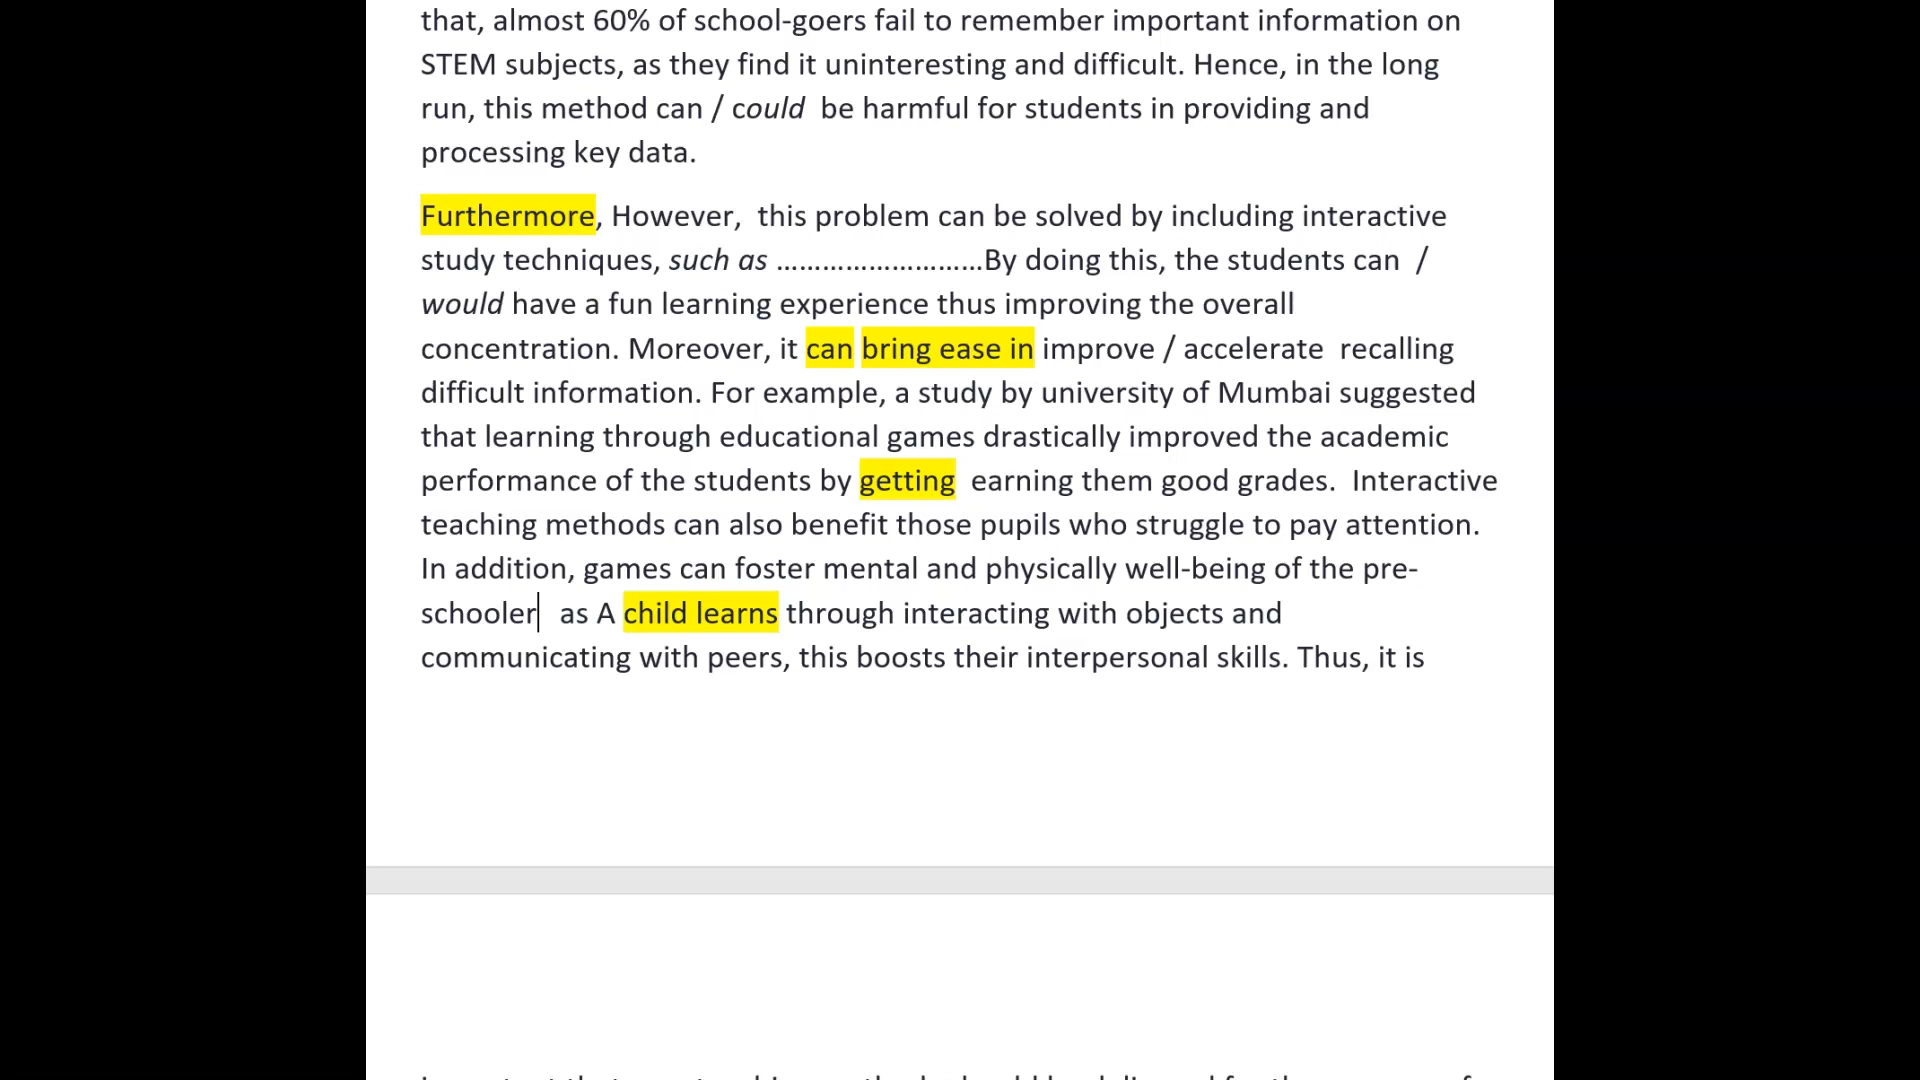 that, almost 60% of school-goers fail to remember important information on
STEM subjects, as they find it uninteresting and difficult. Hence, in the long
run, this method can / could  be harmful for students in providing and
processing key data.
Furthermore, However,  this problem can be solved by including interactive
study techniques, such as ………………………By doing this, the students can  /
would have a fun learning experience thus improving the overall
concentration. Moreover, it can bring ease in improve / accelerate  recalling
difficult information. For example, a study by university of Mumbai suggested
that learning through educational games drastically improved the academic
performance of the students by getting  earning them good grades.  Interactive
teaching methods can also benefit those pupils who struggle to pay attention.
In addition, games can foster mental and physically well-being of the pre-
schooler  as A child learns through interacting with objects and
communicating with peers, this boosts their interpersonal skills. Thus, it is